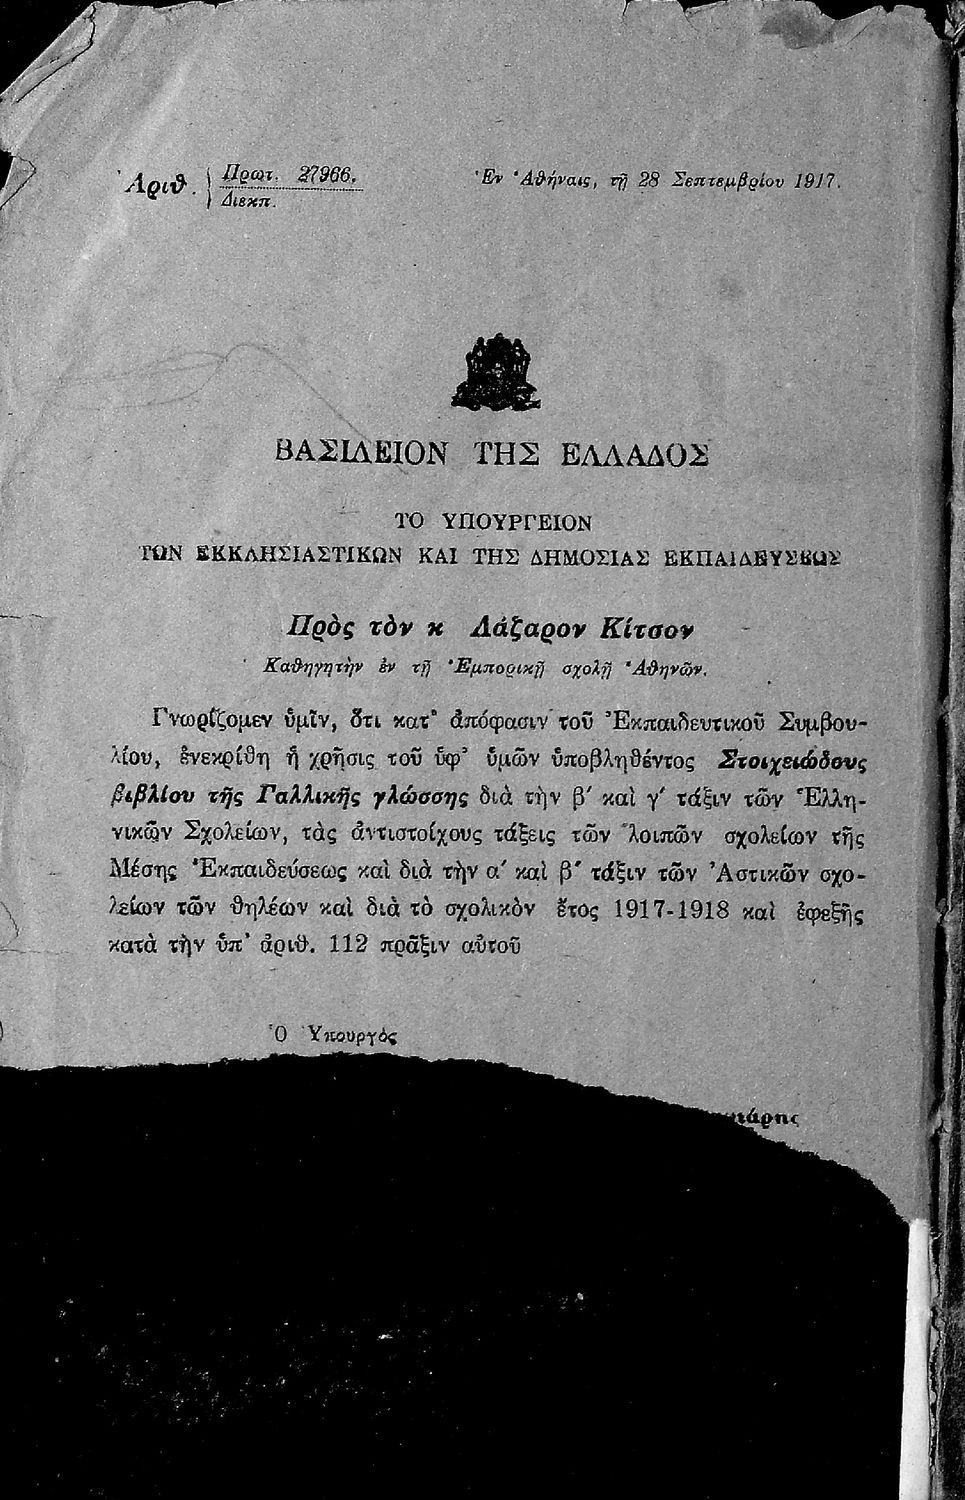 Ἀριθ. Πρωτ. 27966.
Διεκπ.
Ἐν Ἀθήναις, τῇ 28 Σεπτεμβρίου 1917.
ΒΑΣΙΛΕΙΟΝ ΤΗΣ ΕΛΛΑΔΟΣ
ΤΟ ΥΠΟΥΡΓΕΙΟΝ
ΤΩΝ ΕΚΚΛΗΣΙΑΣΤΙΚΩΝ ΚΑΙ ΤΗΣ ΔΗΜΟΣΙΑΣ ΕΚΠΑΙΔΕΥΣΕΩΣ
Πρὸς τὸν κ Λάζαρον Κίτσον
Καθηγητὴν ἐν τῇ Ἐμπορικῇ σχολῇ Ἀθηνῶν.
Γνωρίζομεν ὑμῖν, ὅτι κατ' ἀπόφασιν τοῦ Ἐκπαιδευτικοῦ Συμβου-
λίου, ἐνεκρίθη ἡ χρῆσις τοῦ ὑφ' ὑμῶν ὑποβληθέντος Στοιχειώδους
βιβλίου τῆς Γαλλικῆς γλώσσης διὰ τὴν β' καὶ γ' τάξιν τῶν Ἑλλη-
νικῶν Σχολείων, τὰς ἀντιστοίχους τάξεις τῶν λοιπῶν σχολείων τῆς
Μέσης Ἐκπαιδεύσεως καὶ διὰ τὴν α' καὶ β' τάξιν τῶν Ἀστικῶν σχο-
λείων τῶν θηλέων καὶ διὰ τὸ σχολικὸν ἔτος 1917-1918 καὶ ἐφεξῆς
κατὰ τὴν ὑπ' ἀριθ. 112 πρᾶξιν αὐτοῦ
Ὁ Ὑπουργὸς